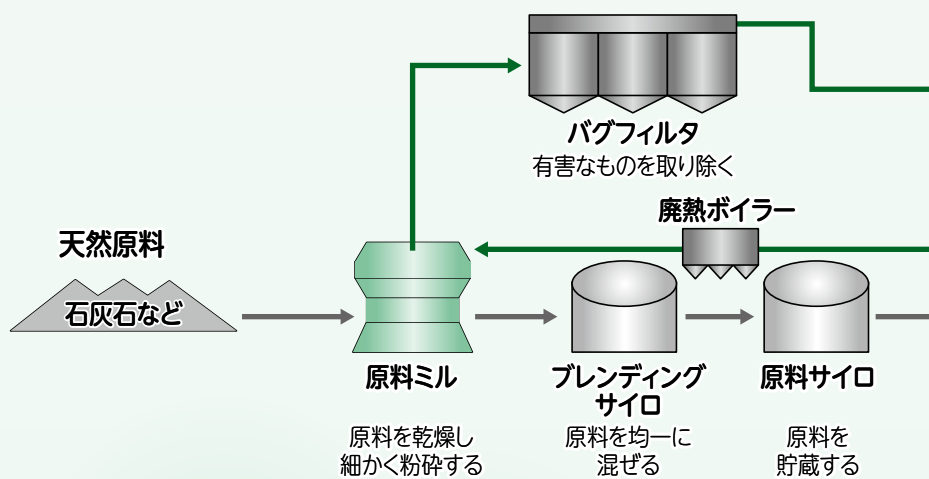 バグフィルタ
有害なものを取り除く
廃熱ボイラー
天然原料
石灰石など
原料ミル
原料を乾燥し
細かく粉砕する
ブレンディング
サイロ
原料を均一に
混ぜる
原料サイロ
原料を
貯蔵する